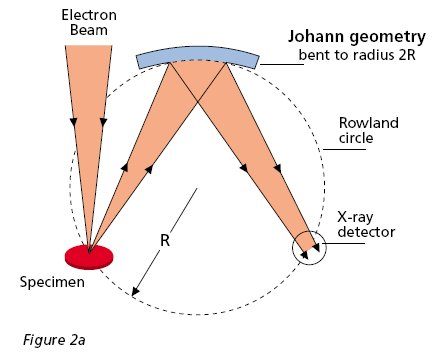 Electron
Beam
Johann geometry
bent to radius 2R
Rowland
circle
X-ray
detector
R
Specimen
Figure 2a